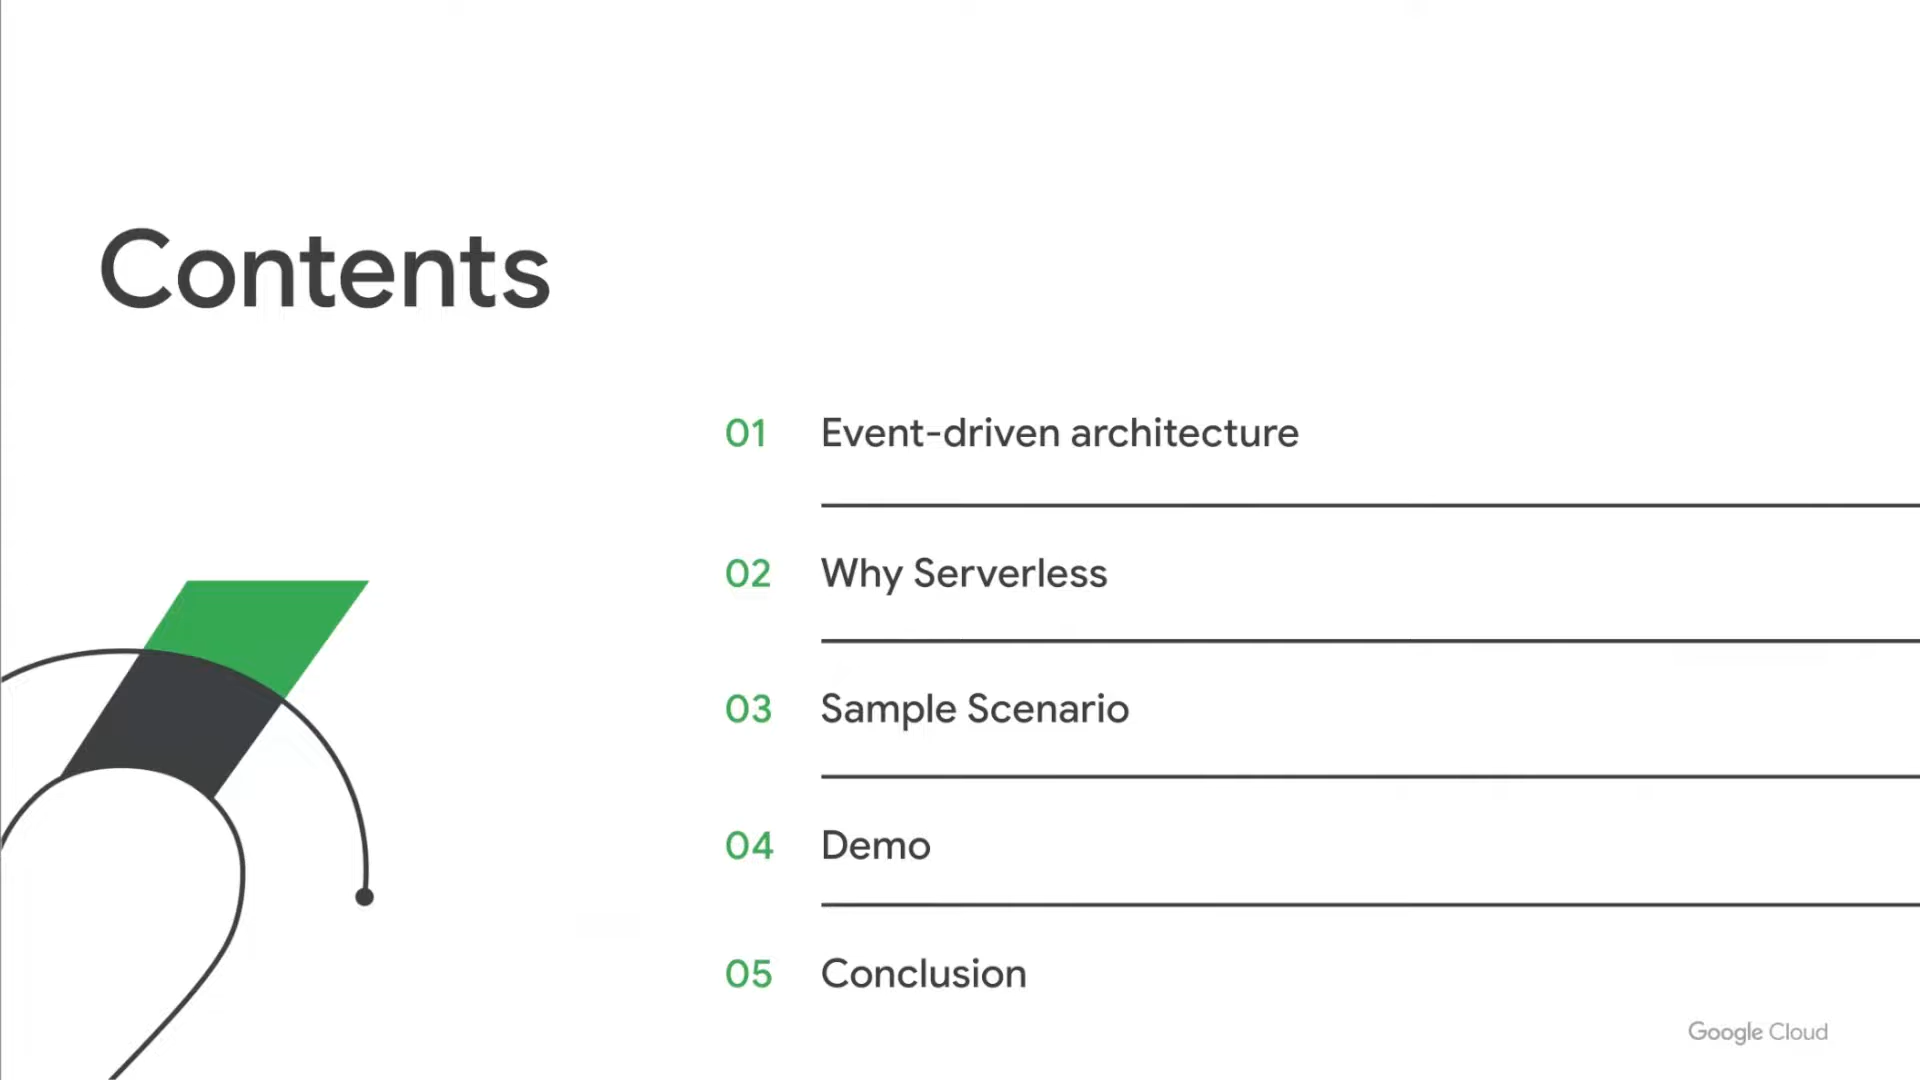 Contents
01 Event-driven architecture
02 Why Serverless
03 Sample Scenario
04 Demo
05 Conclusion
Google Cloud